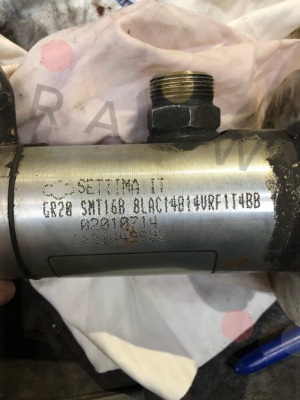 SETTIMA IT
GR20 SMT16B 8LAC14B14VRF1T4BB
02010714